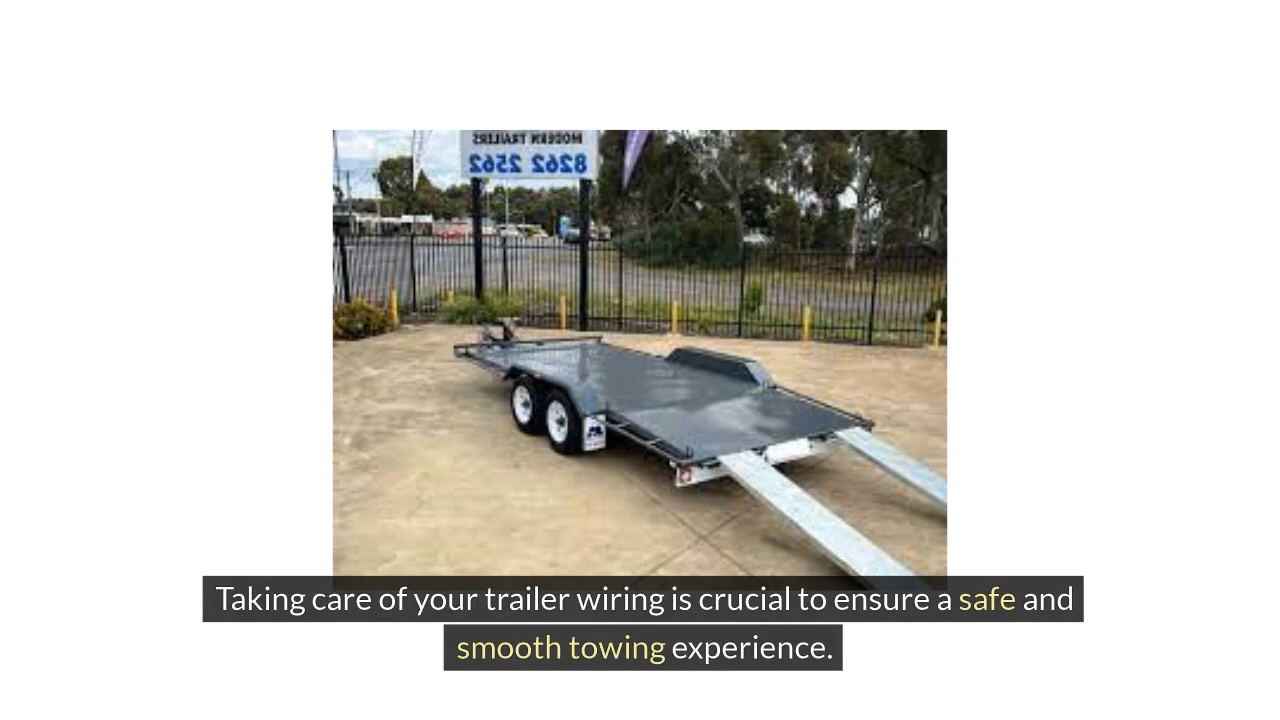 MODERN TRAILERS
8262 2562
Taking care of your trailer wiring is crucial to ensure a safe and
smooth towing experience.